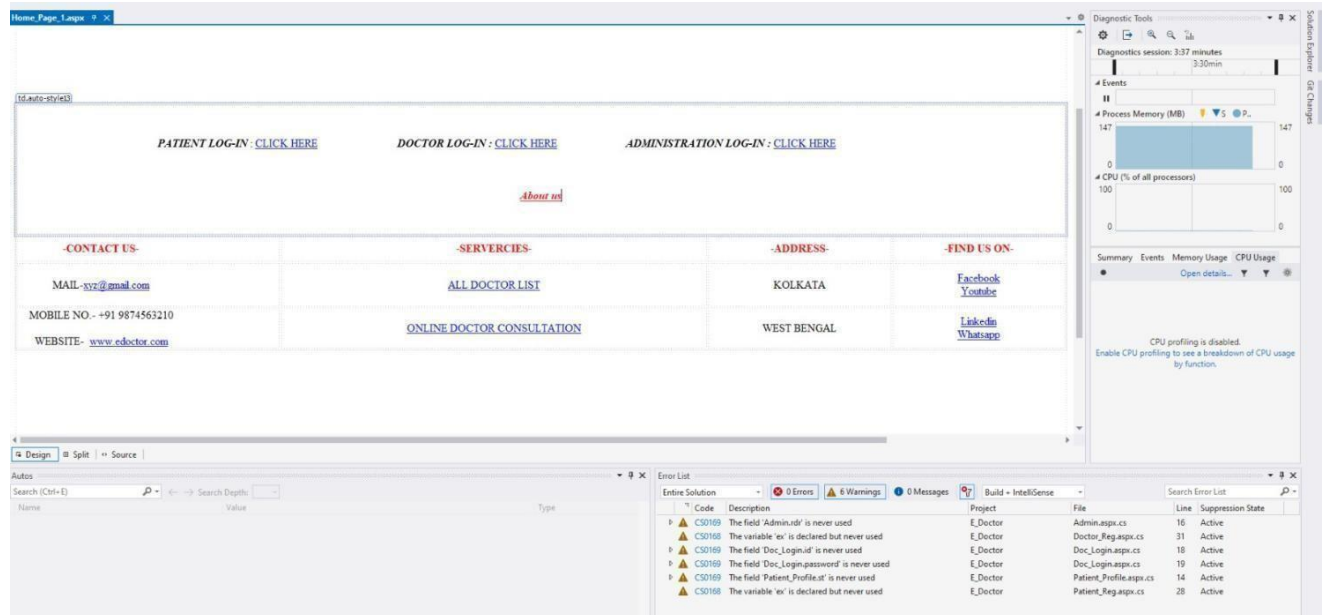 Home_Page_1.aspx
Diagnostic Tools
Diagnostics session: 3:37 minutes
3:30min
Events
Process Memory (MB) S P...
147 147
0 0
CPU (% of all processors)
100 100
0 0
Summary Events Memory Usage CPU Usage
Open details...
CPU profiling is disabled.
Enable CPU profiling to see a breakdown of CPU usage
by function.
Solution Explorer
Git Changes
td.auto-style13
PATIENT LOG-IN : CLICK HERE DOCTOR LOG-IN : CLICK HERE ADMINISTRATION LOG-IN : CLICK HERE
About us
-CONTACT US- -SERVERCIES- -ADDRESS- -FIND US ON-
MAIL-xyz@gmail.com ALL DOCTOR LIST KOLKATA Facebook
Youtube
MOBILE NO.- +91 9874563210
WEBSITE- www.edoctor.com ONLINE DOCTOR CONSULTATION WEST BENGAL Linkedin
Whatsapp
Design Split Source
Autos
Search (Ctrl+E) Search Depth:
Name Value Type
Error List
Entire Solution 0 Errors 6 Warnings 0 Messages Build + IntelliSense Search Error List
Code Description Project File Line Suppression State
CS0169 The field 'Admin.rdr' is never used E_Doctor Admin.aspx.cs 16 Active
CS0168 The variable 'ex' is declared but never used E_Doctor Doctor_Reg.aspx.cs 31 Active
CS0169 The field 'Doc_Login.id' is never used E_Doctor Doc_Login.aspx.cs 18 Active
CS0169 The field 'Doc_Login.password' is never used E_Doctor Doc_Login.aspx.cs 19 Active
CS0169 The field 'Patient_Profile.st' is never used E_Doctor Patient_Profile.aspx.cs 14 Active
CS0168 The variable 'ex' is declared but never used E_Doctor Patient_Reg.aspx.cs 28 Active